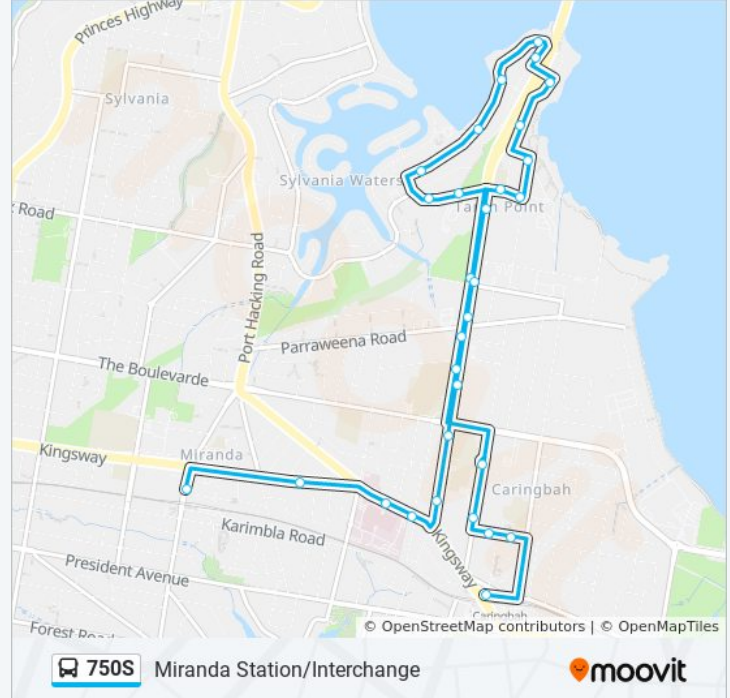 Princes Highway
Sylvania
Sylvania Waters
Road
Taren Point
Port Hacking Road
Parraweena Road
The Boulevarde
Kingsway
Miranda
Caringbah
Karimbla Road
Kingsway
President Avenue
Caringbah
Forest Road
© OpenStreetMap contributors | © OpenMapTiles
750S Miranda Station/Interchange
moovit